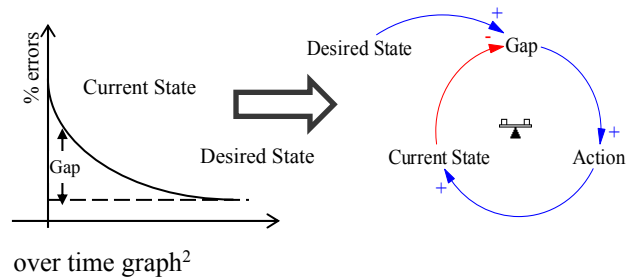 % errors
Current State
Gap
Desired State
Desired State
+
-
Gap
+
Action
Current State
+
over time graph²